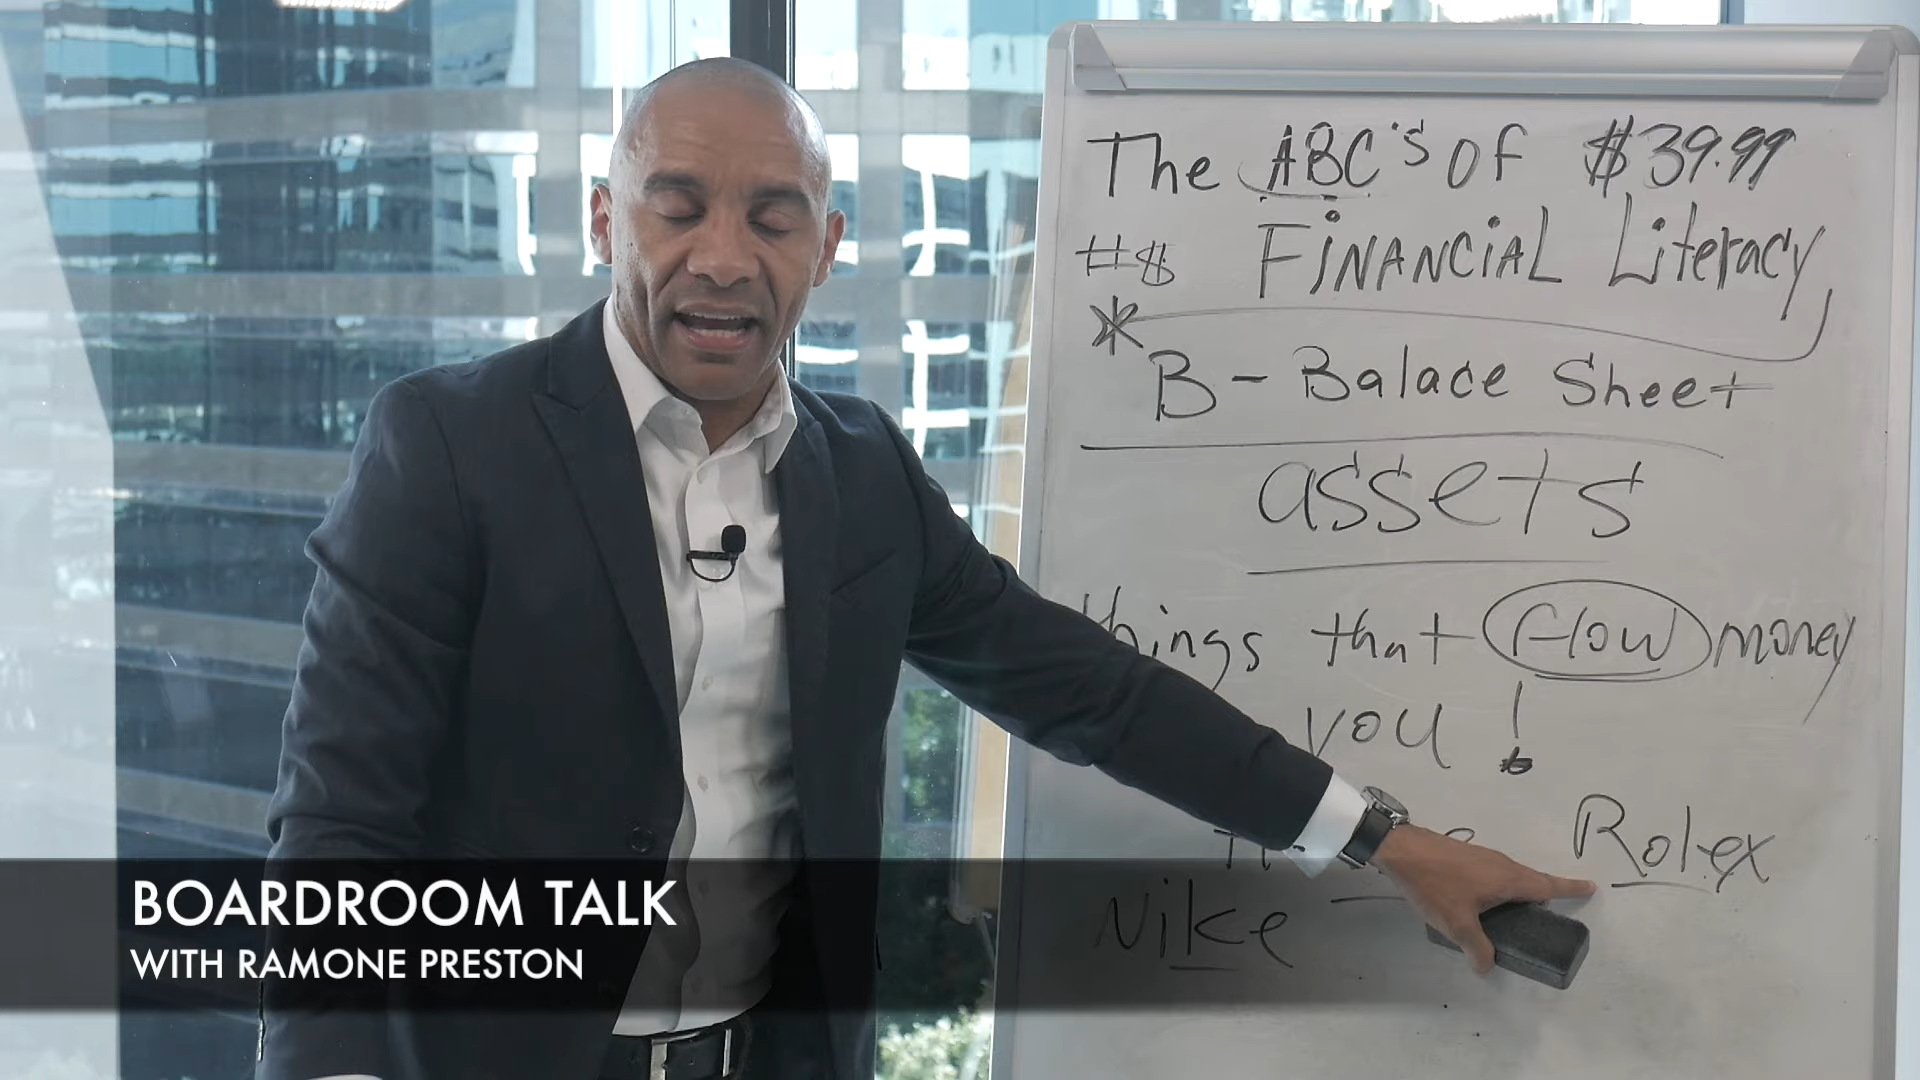 The ABC's of $39.99
#$ FINANCIAL Literacy
*
B - Balace Sheet
assets
things that flow money
you!
Rolex
Nike
BOARDROOM TALK
WITH RAMONE PRESTON